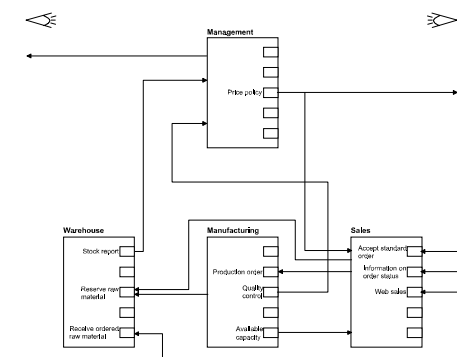 Management
Price policy
Warehouse
Manufacturing
Sales
Stock report
Accept standard
order
Production order
Information on
order status
Reserve raw
material
Quality
control
Web sales
Receive ordered
raw material
Available
capacity